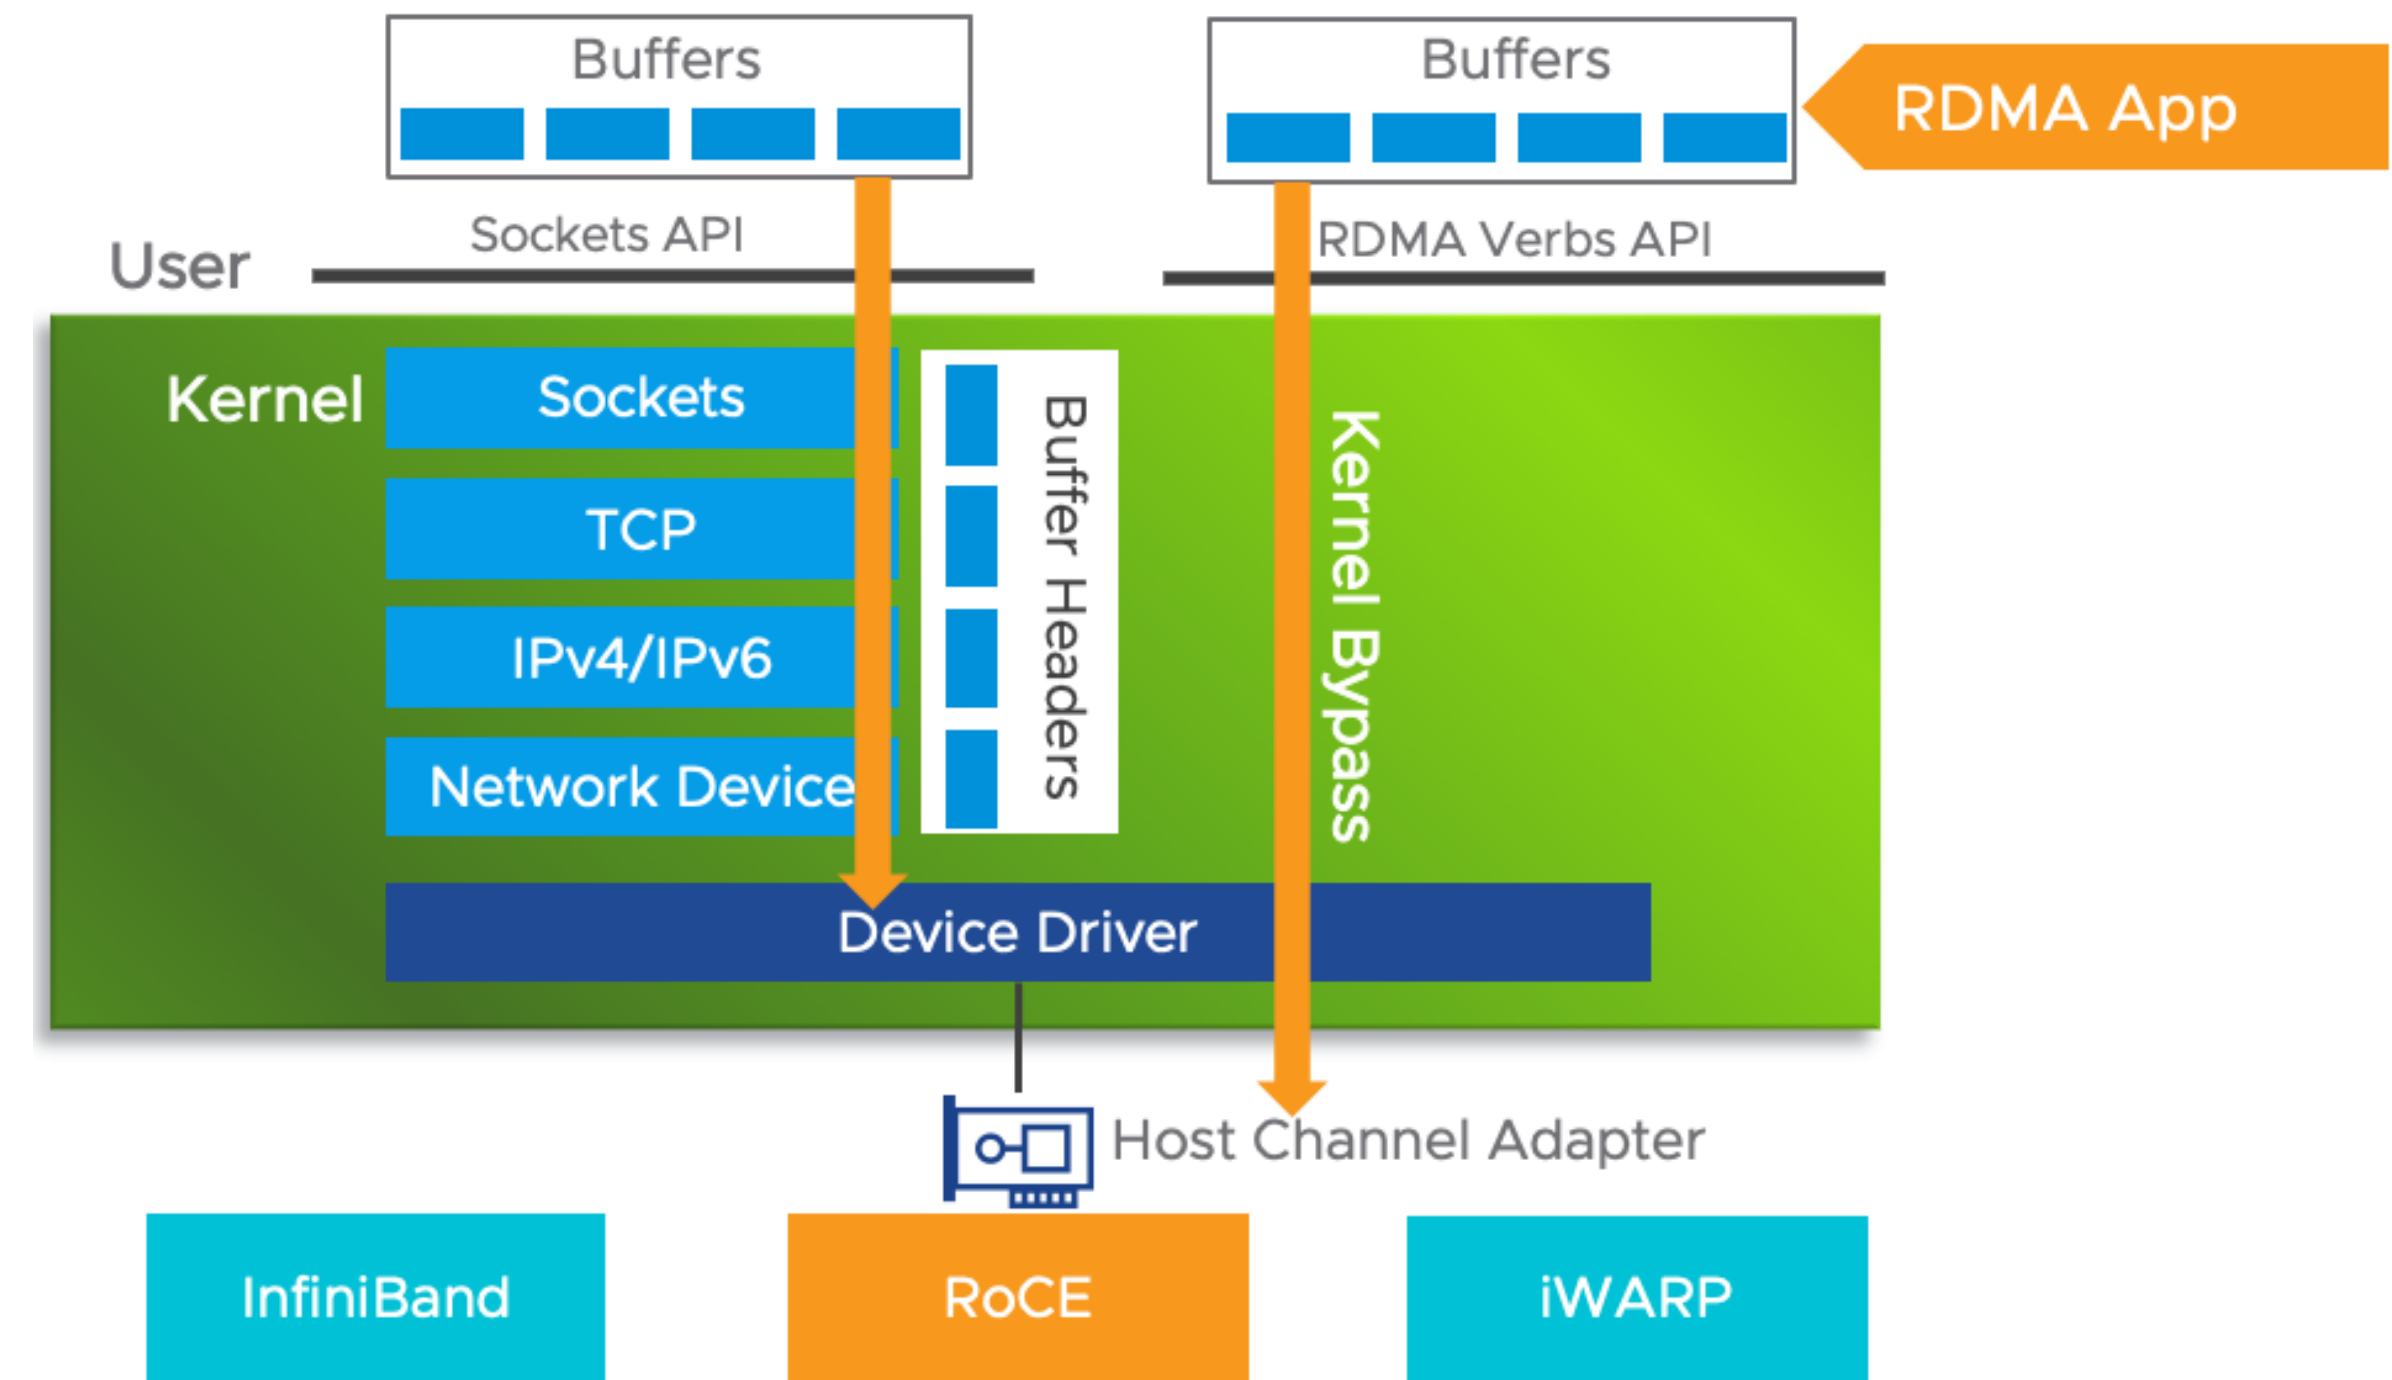 Buffers
Buffers
RDMA App
Sockets API
RDMA Verbs API
User
Kernel
Sockets
TCP
IPv4/IPv6
Network Device
Buffer Headers
Kernel Bypass
Device Driver
Host Channel Adapter
InfiniBand
RoCE
iWARP